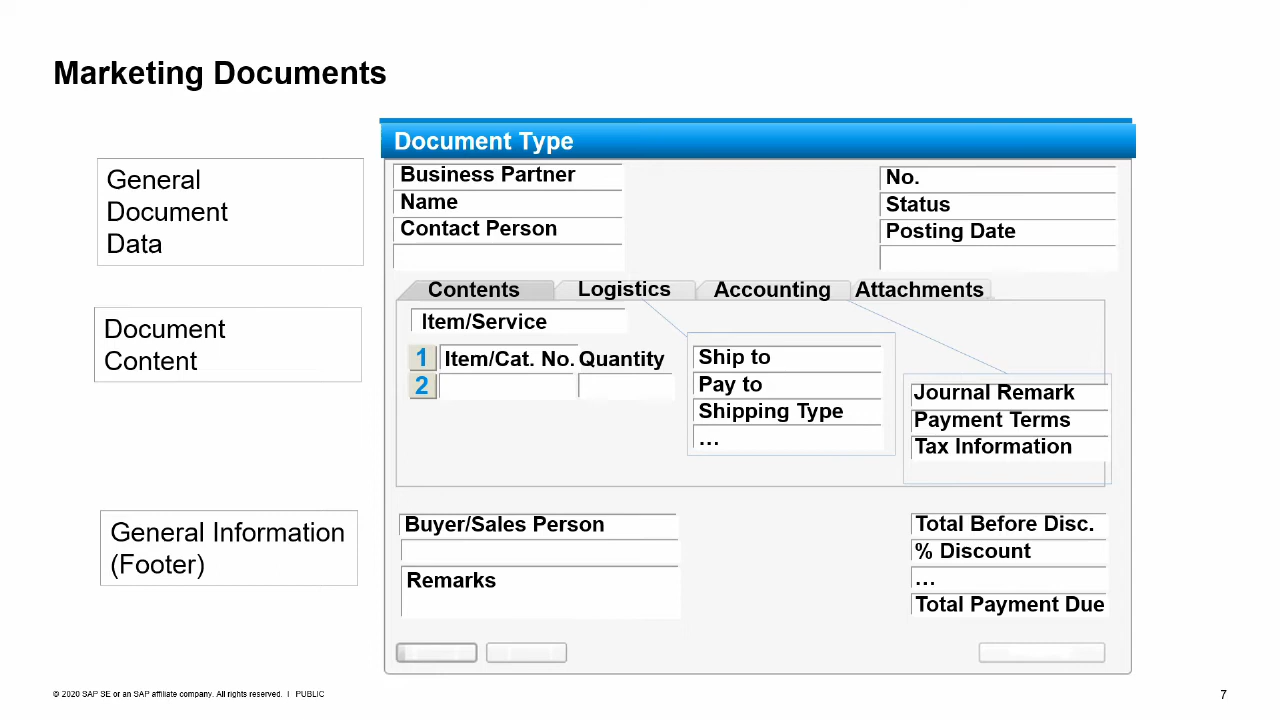 Marketing Documents
General
Document
Data
Document
Content
General Information
(Footer)
Document Type
Business Partner
Name
Contact Person
No.
Status
Posting Date
Contents
Logistics
Accounting
Attachments
Item/Service
1 Item/Cat. No. Quantity
2
Ship to
Pay to
Shipping Type
…
Journal Remark
Payment Terms
Tax Information
Buyer/Sales Person
Remarks
Total Before Disc.
% Discount
…
Total Payment Due
© 2020 SAP SE or an SAP affiliate company. All rights reserved. I PUBLIC
7